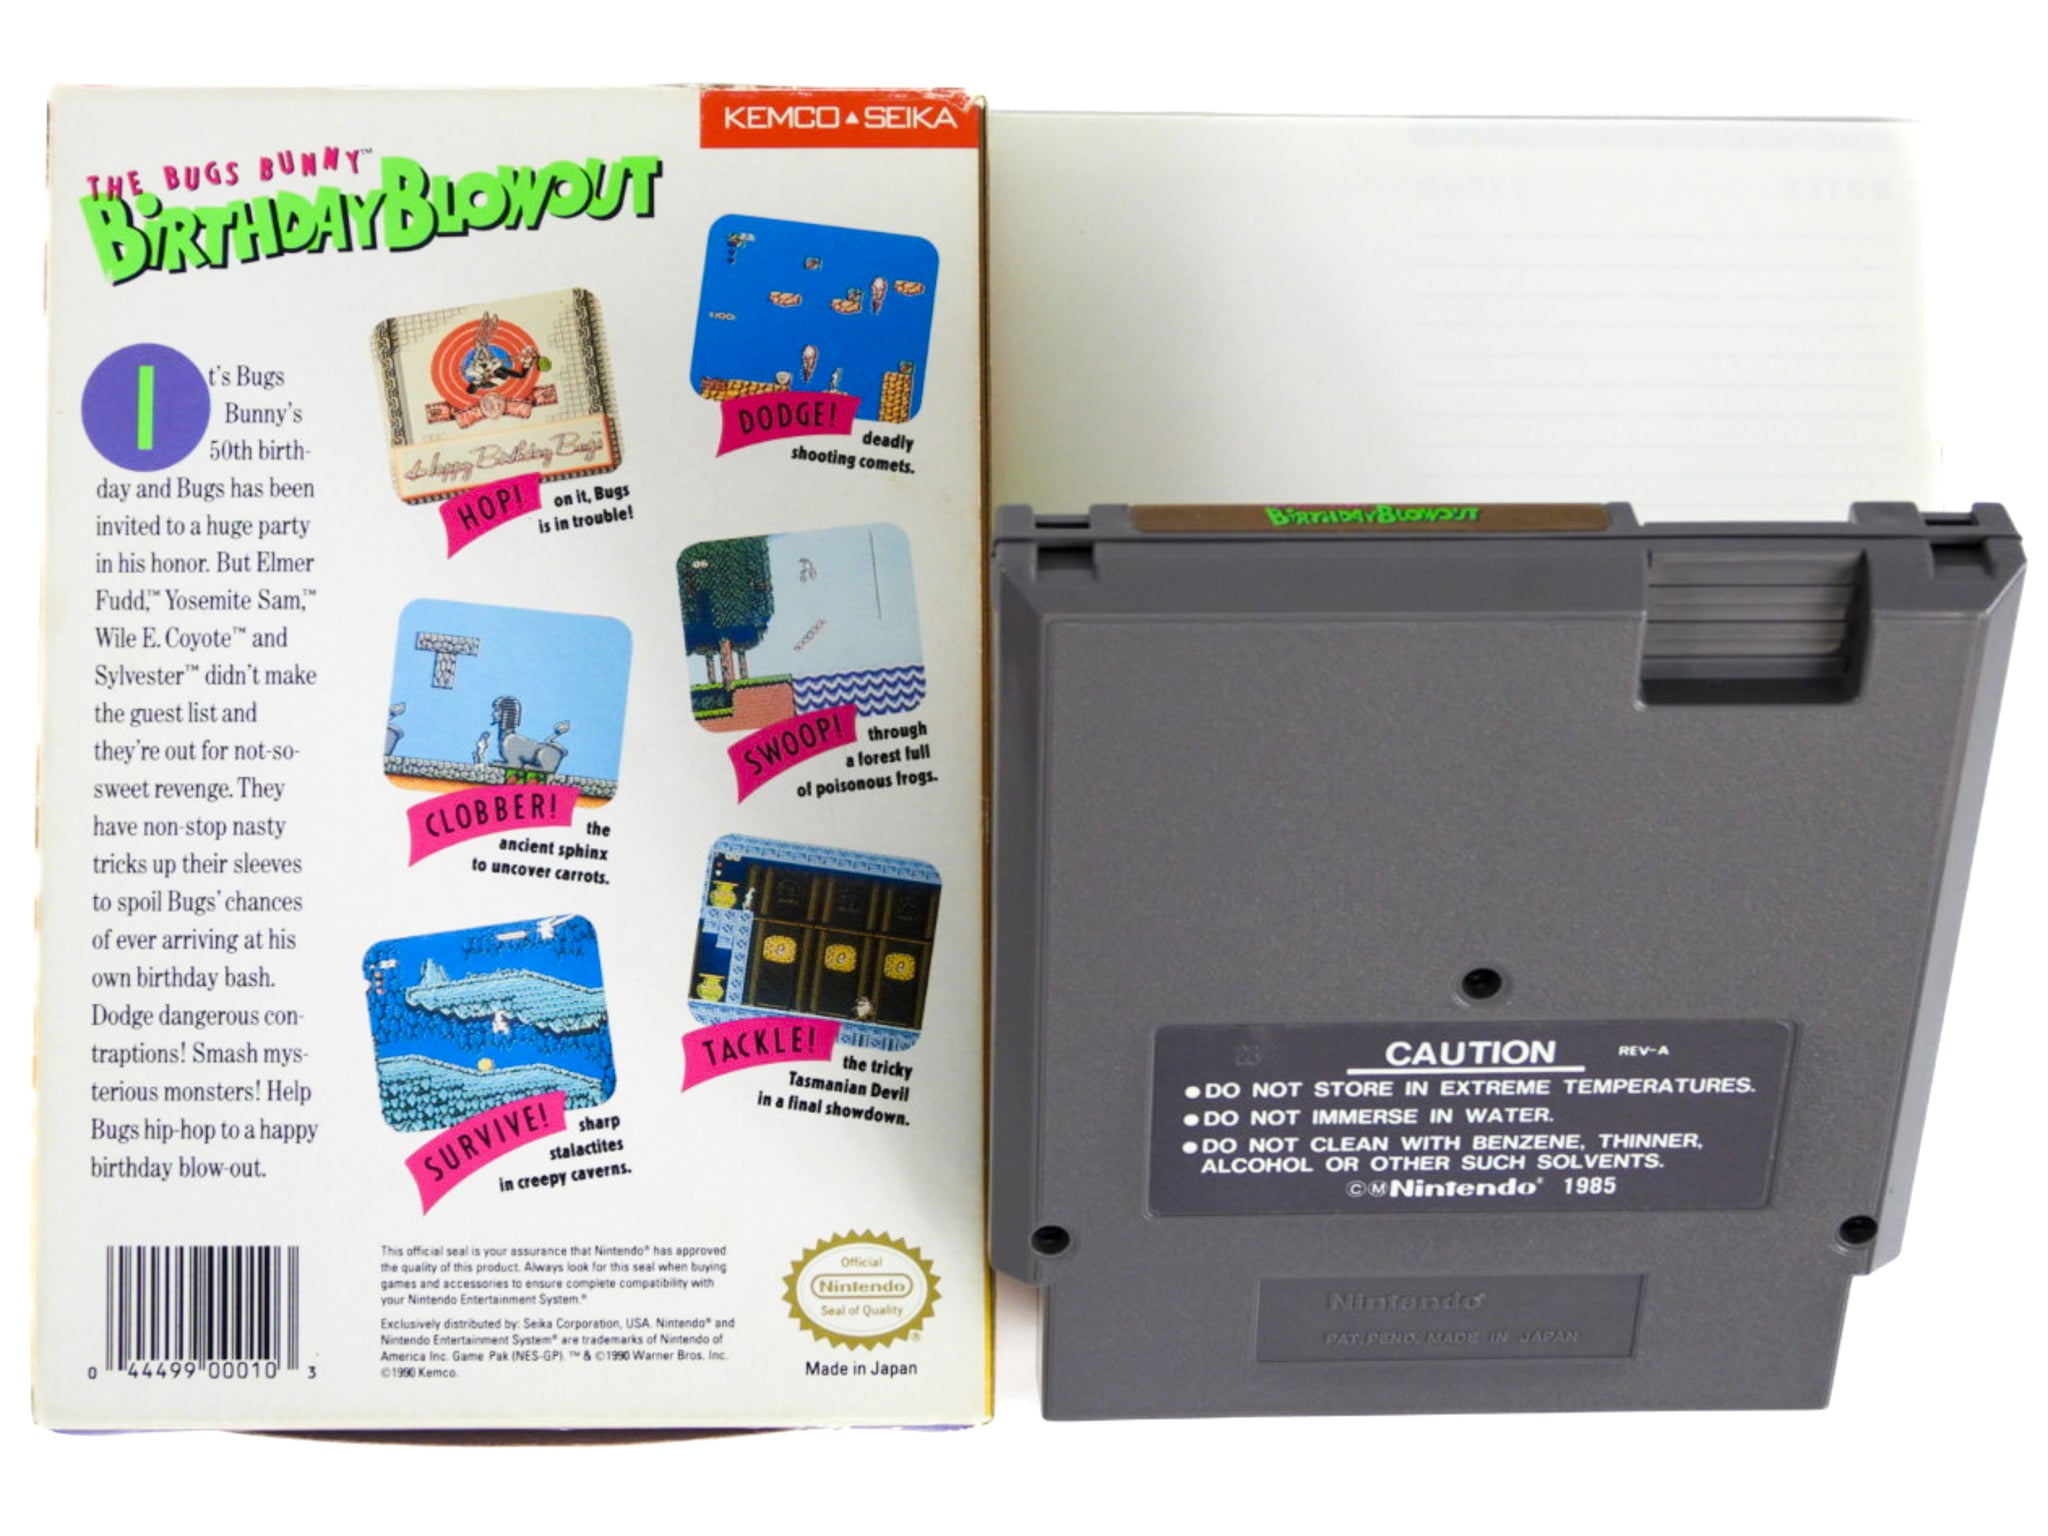 KEMCO▲SEIKA
THE BUGS BUNNY™
BIRTHDAY BLOWOUT
It's Bugs
Bunny's
50th birth-
day and Bugs has been
invited to a huge party
in his honor. But Elmer
Fudd,™ Yosemite Sam,™
Wile E. Coyote™ and
Sylvester™ didn't make
the guest list and
they're out for not-so-
sweet revenge. They
have non-stop nasty
tricks up their sleeves
to spoil Bugs' chances
of ever arriving at his
own birthday bash.
Dodge dangerous con-
traptions! Smash mys-
terious monsters! Help
Bugs hip-hop to a happy
birthday blow-out.
Happy Birthday Bugs
HOP! on it, Bugs
is in trouble!
DODGE! deadly
shooting comets.
CLOBBER! the
ancient sphinx
to uncover carrots.
SWOOP! through
a forest full
of poisonous frogs.
SURVIVE! sharp
stalactites
in creepy caverns.
TACKLE! the tricky
Tasmanian Devil
in a final showdown.
0 44499 00010 3
This official seal is your assurance that Nintendo® has approved
the quality of this product. Always look for this seal when buying
games and accessories to ensure complete compatibility with
your Nintendo Entertainment System.®
Exclusively distributed by: Seika Corporation, USA. Nintendo® and
Nintendo Entertainment System® are trademarks of Nintendo of
America Inc. Game Pak (NES-GP). ™ & ©1990 Warner Bros. Inc.
©1990 Kemco.
Official
Nintendo
Seal of Quality
®
Made in Japan
NOTES
BIRTHDAY BLOWOUT
CAUTION REV-A
●DO NOT STORE IN EXTREME TEMPERATURES.
●DO NOT IMMERSE IN WATER.
●DO NOT CLEAN WITH BENZENE, THINNER,
ALCOHOL OR OTHER SUCH SOLVENTS.
©ⓂNintendo® 1985
Nintendo®
PAT. PEND. MADE IN JAPAN